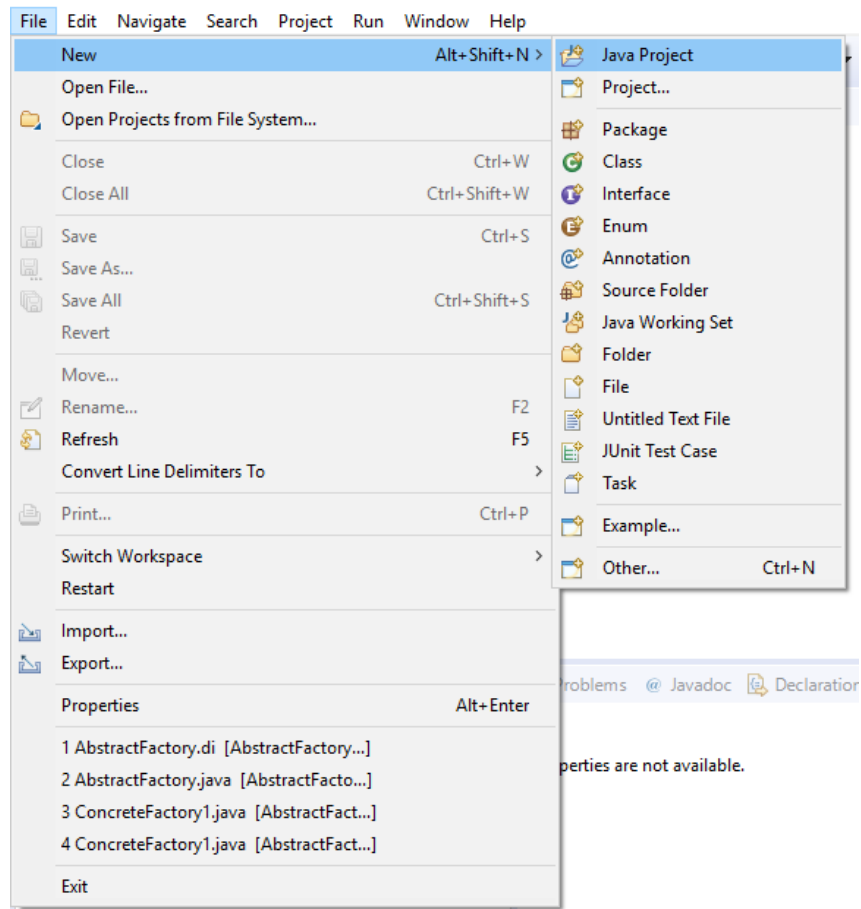 File Edit Navigate Search Project Run Window Help
New Alt+Shift+N >
Open File...
Open Projects from File System...
Close Ctrl+W
Close All Ctrl+Shift+W
Save Ctrl+S
Save As...
Save All Ctrl+Shift+S
Revert
Move...
Rename... F2
Refresh F5
Convert Line Delimiters To >
Print... Ctrl+P
Switch Workspace >
Restart
Import...
Export...
Properties Alt+Enter
1 AbstractFactory.di [AbstractFactory...]
2 AbstractFactory.java [AbstractFacto...]
3 ConcreteFactory1.java [AbstractFact...]
4 ConcreteFactory1.java [AbstractFact...]
Exit
Java Project
Project...
Package
Class
Interface
Enum
Annotation
Source Folder
Java Working Set
Folder
File
Untitled Text File
JUnit Test Case
Task
Example...
Other... Ctrl+N
roblems @ Javadoc Declaration
perties are not available.